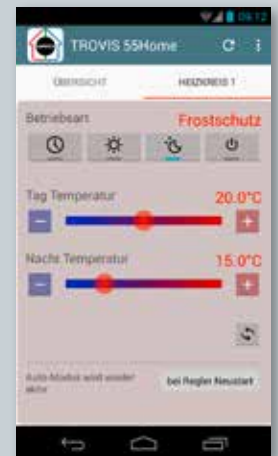 09:12
TROVIS 55Home
ÜBERSICHT HEIZKREIS 1
Betriebsart Frostschutz
Tag Temperatur 20.0°C
Nacht Temperatur 15.0°C
Auto-Modus wird wieder
aktiv bei Regler Neustart